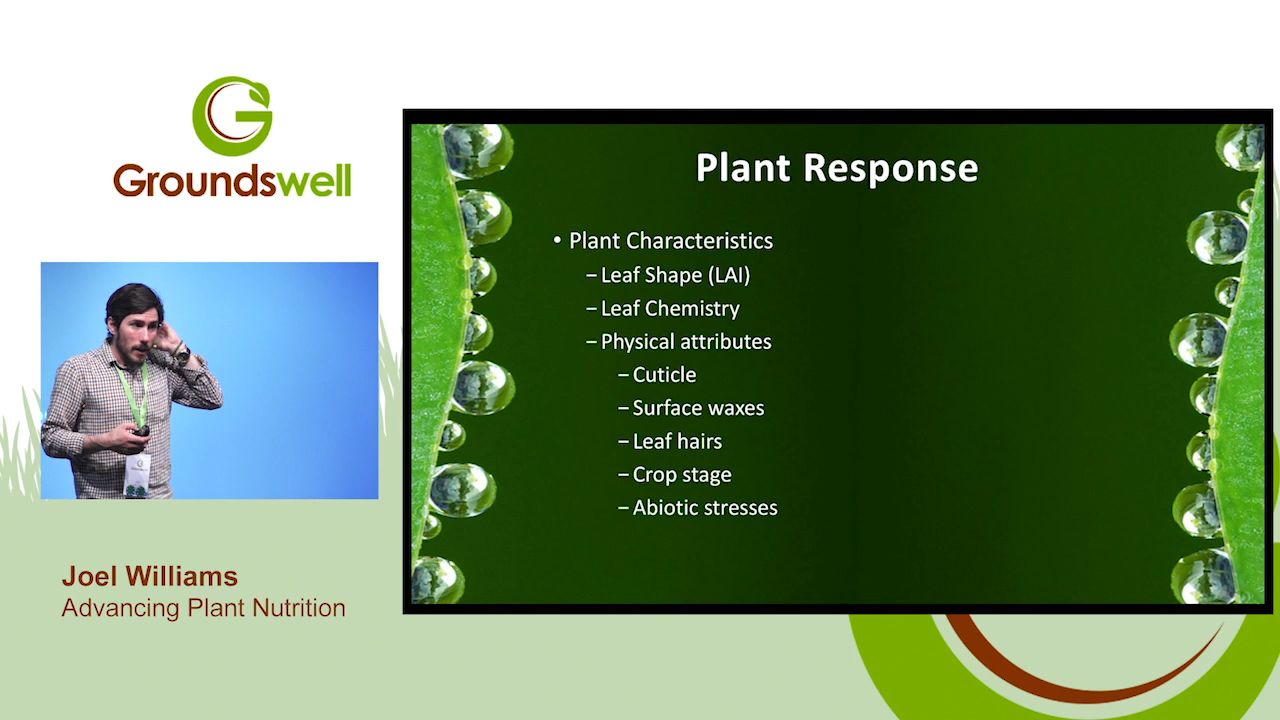 Groundswell
Joel Williams
Advancing Plant Nutrition
Plant Response
• Plant Characteristics
– Leaf Shape (LAI)
– Leaf Chemistry
– Physical attributes
– Cuticle
– Surface waxes
– Leaf hairs
– Crop stage
– Abiotic stresses